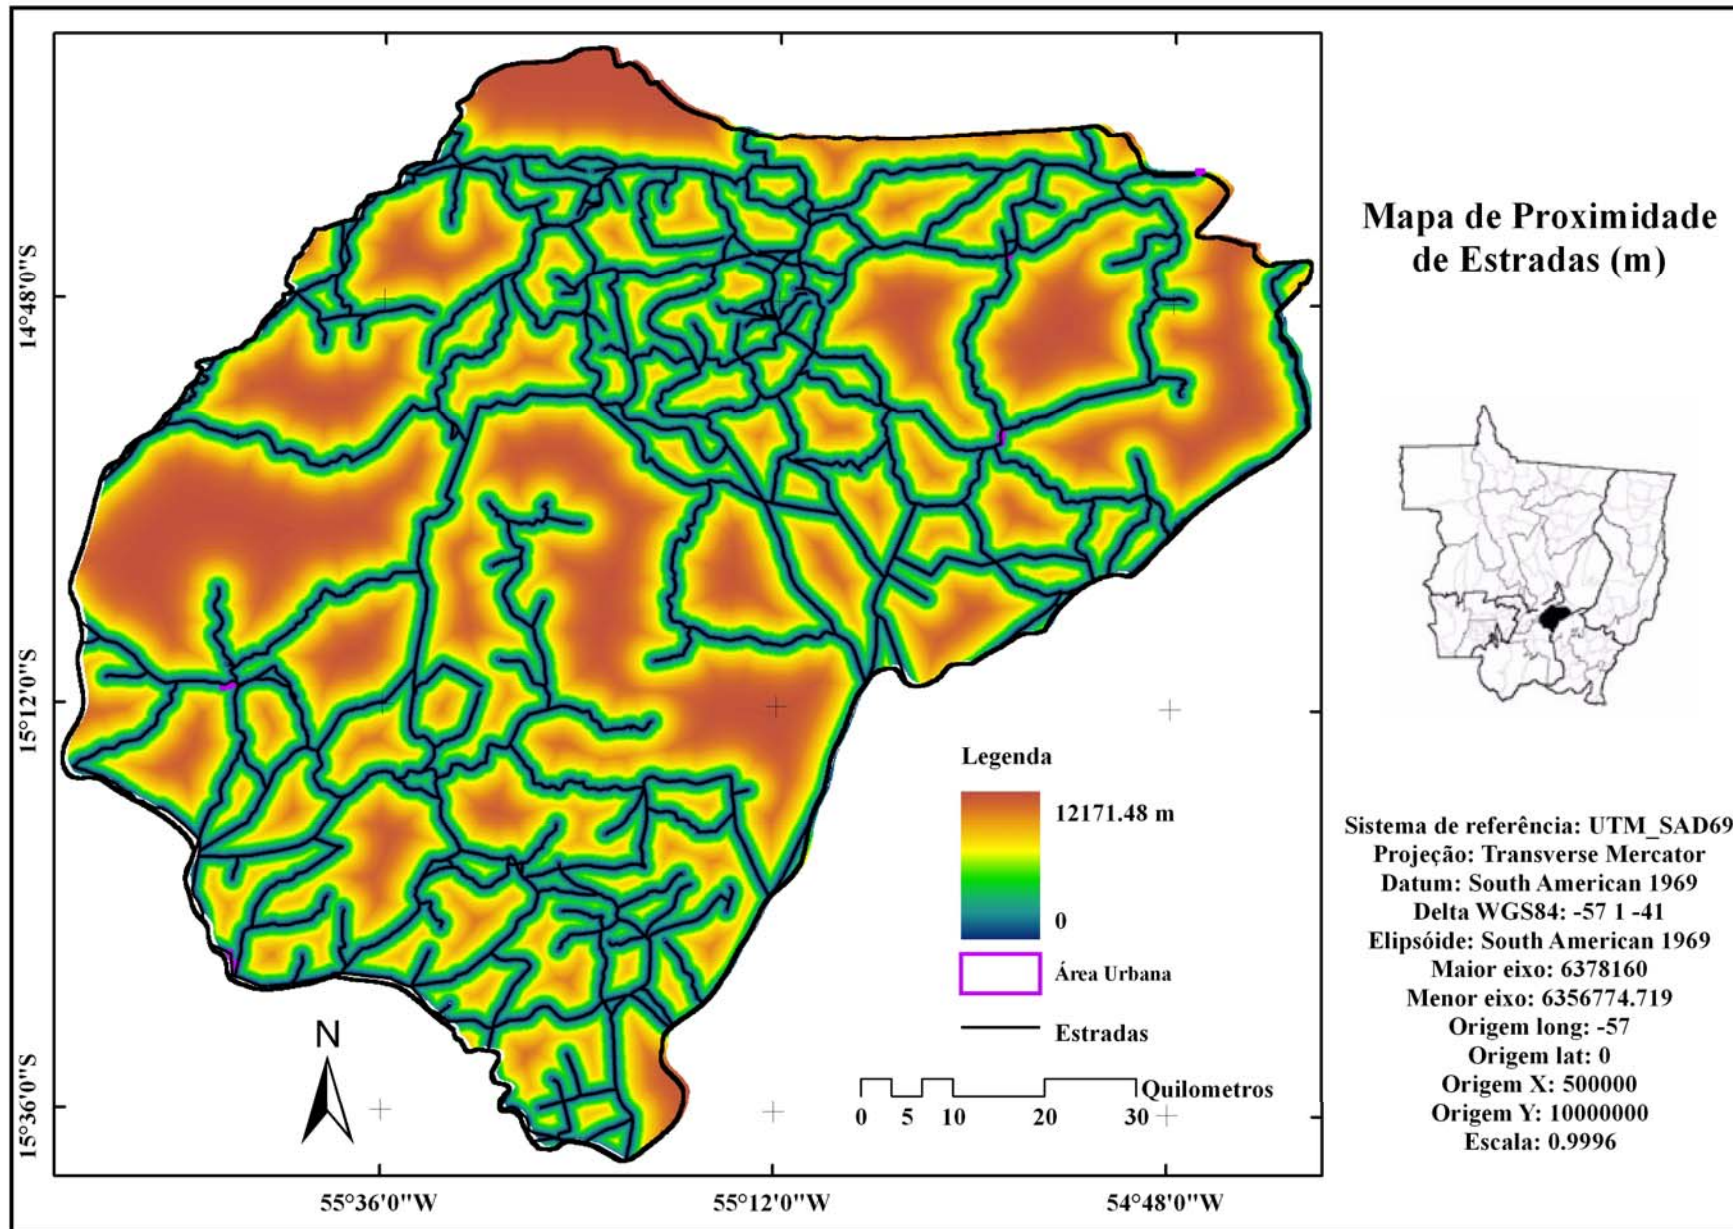 Mapa de Proximidade
de Estradas (m)
14°48'0"S
15°12'0"S
15°36'0"S
55°36'0"W
55°12'0"W
54°48'0"W
N
Legenda
12171.48 m
0
Área Urbana
Estradas
Quilometros
0 5 10 20 30
Sistema de referência: UTM_SAD69
Projeção: Transverse Mercator
Datum: South American 1969
Delta WGS84: -57 1 -41
Elipsóide: South American 1969
Maior eixo: 6378160
Menor eixo: 6356774.719
Origem long: -57
Origem lat: 0
Origem X: 500000
Origem Y: 10000000
Escala: 0.9996